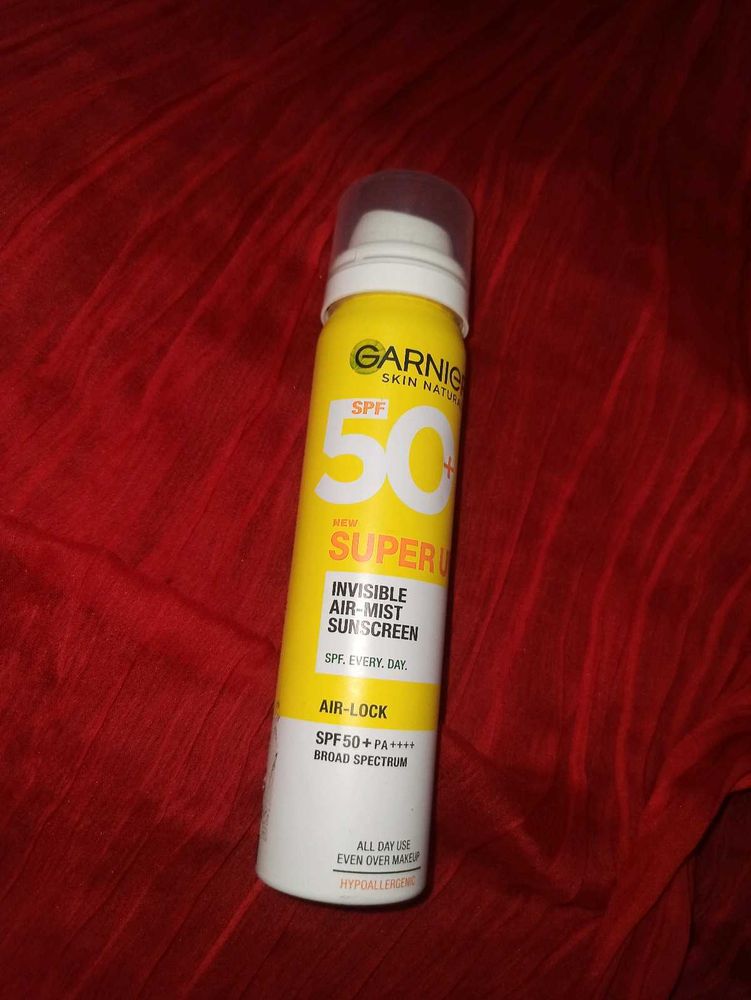 GARNIE
SKIN NATURA
SPF
50+
NEW
SUPER U
INVISIBLE
AIR-MIST
SUNSCREEN
SPF. EVERY. DAY.
AIR-LOCK
SPF50+ PA++++
BROAD SPECTRUM
ALL DAY USE
EVEN OVER MAKEUP
HYPOALLERGENIC